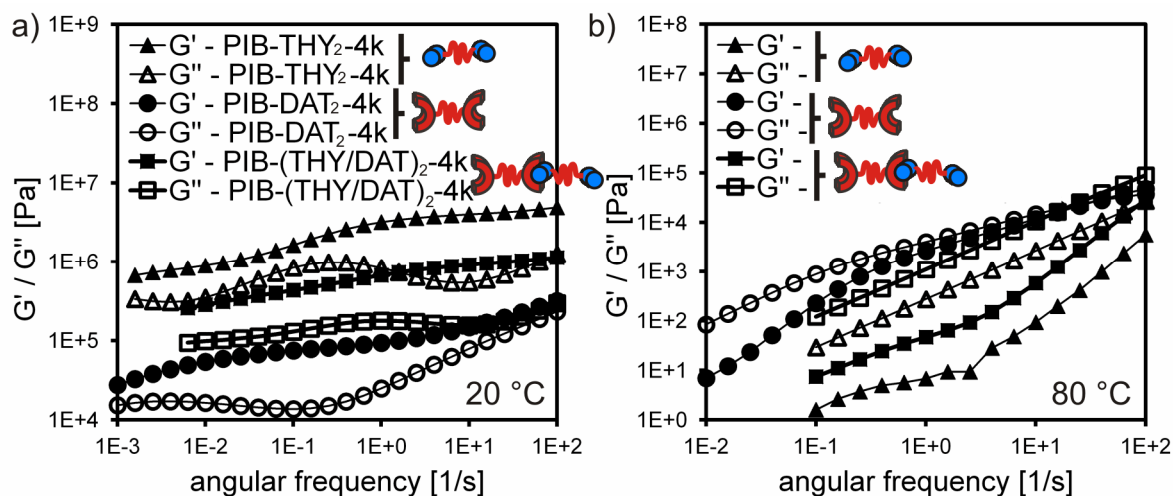 a)
G' / G'' [Pa]
1E+9
1E+8
1E+7
1E+6
1E+5
1E+4
G' - PIB-THY₂-4k
G'' - PIB-THY₂-4k
G' - PIB-DAT₂-4k
G'' - PIB-DAT₂-4k
G' - PIB-(THY/DAT)₂-4k
G'' - PIB-(THY/DAT)₂-4k
20 °C
1E-3 1E-2 1E-1 1E+0 1E+1 1E+2
angular frequency [1/s]
b)
G' / G'' [Pa]
1E+8
1E+7
1E+6
1E+5
1E+4
1E+3
1E+2
1E+1
1E+0
G' -
G'' -
G' -
G'' -
G' -
G'' -
80 °C
1E-2 1E-1 1E+0 1E+1 1E+2
angular frequency [1/s]